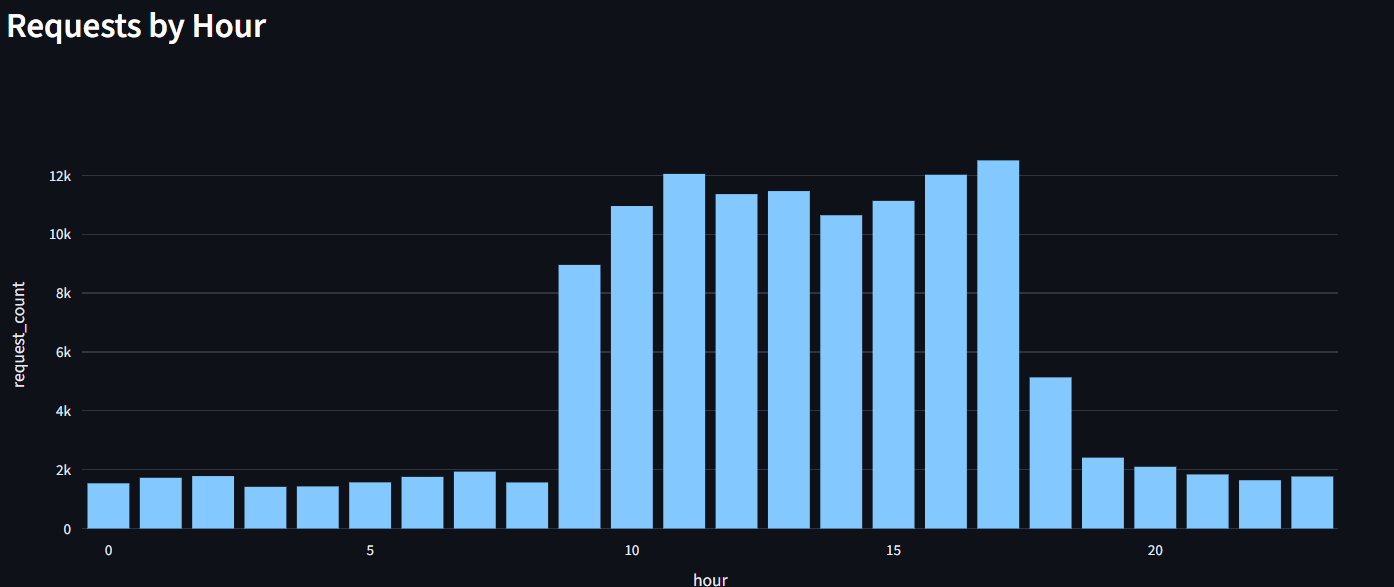 Requests by Hour
12k
10k
8k
6k
4k
2k
0
request_count
0 5 10 15 20
hour